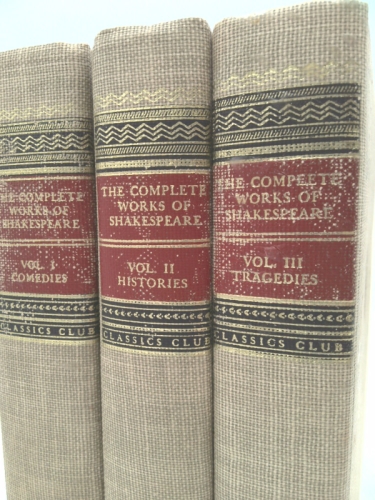 THE COMPLETE
WORKS OF
SHAKESPEARE
VOL. I
COMEDIES
CLASSICS CLUB
THE COMPLETE
WORKS OF
SHAKESPEARE
VOL. II
HISTORIES
CLASSICS CLUB
THE COMPLETE
WORKS OF
SHAKESPEARE
VOL. III
TRAGEDIES
CLASSICS CLUB